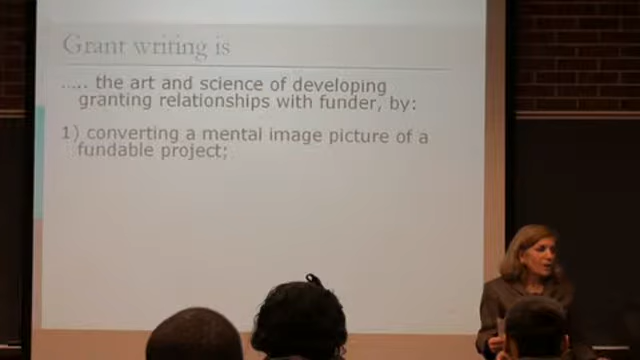 Grant writing is
..... the art and science of developing
granting relationships with funder, by:
1) converting a mental image picture of a
fundable project;